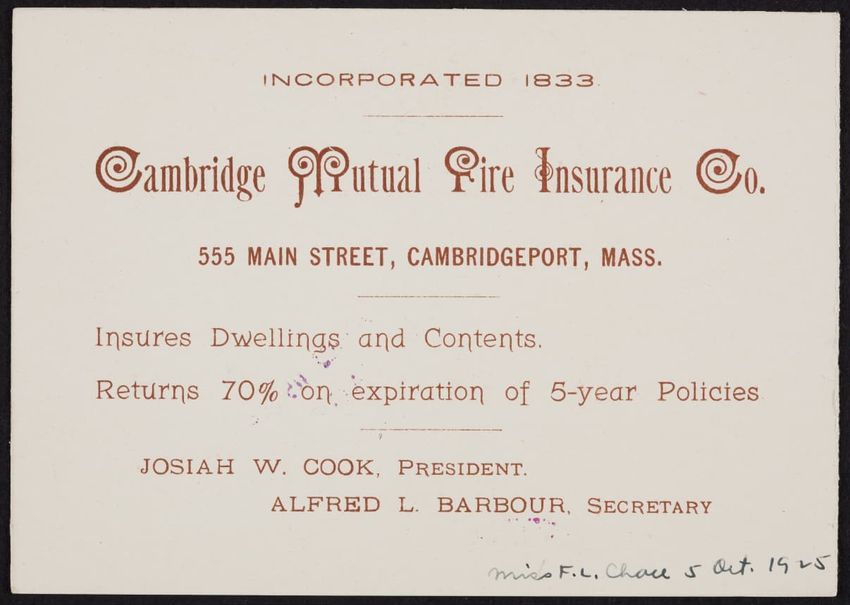 INCORPORATED 1833.
Cambridge Mutual Fire Insurance Co.
555 MAIN STREET, CAMBRIDGEPORT, MASS.
Insures Dwellings and Contents.
Returns 70% on expiration of 5-year Policies
JOSIAH W. COOK, PRESIDENT.
ALFRED L. BARBOUR, SECRETARY
Miss F. L. Chace 5 Oct. 1925